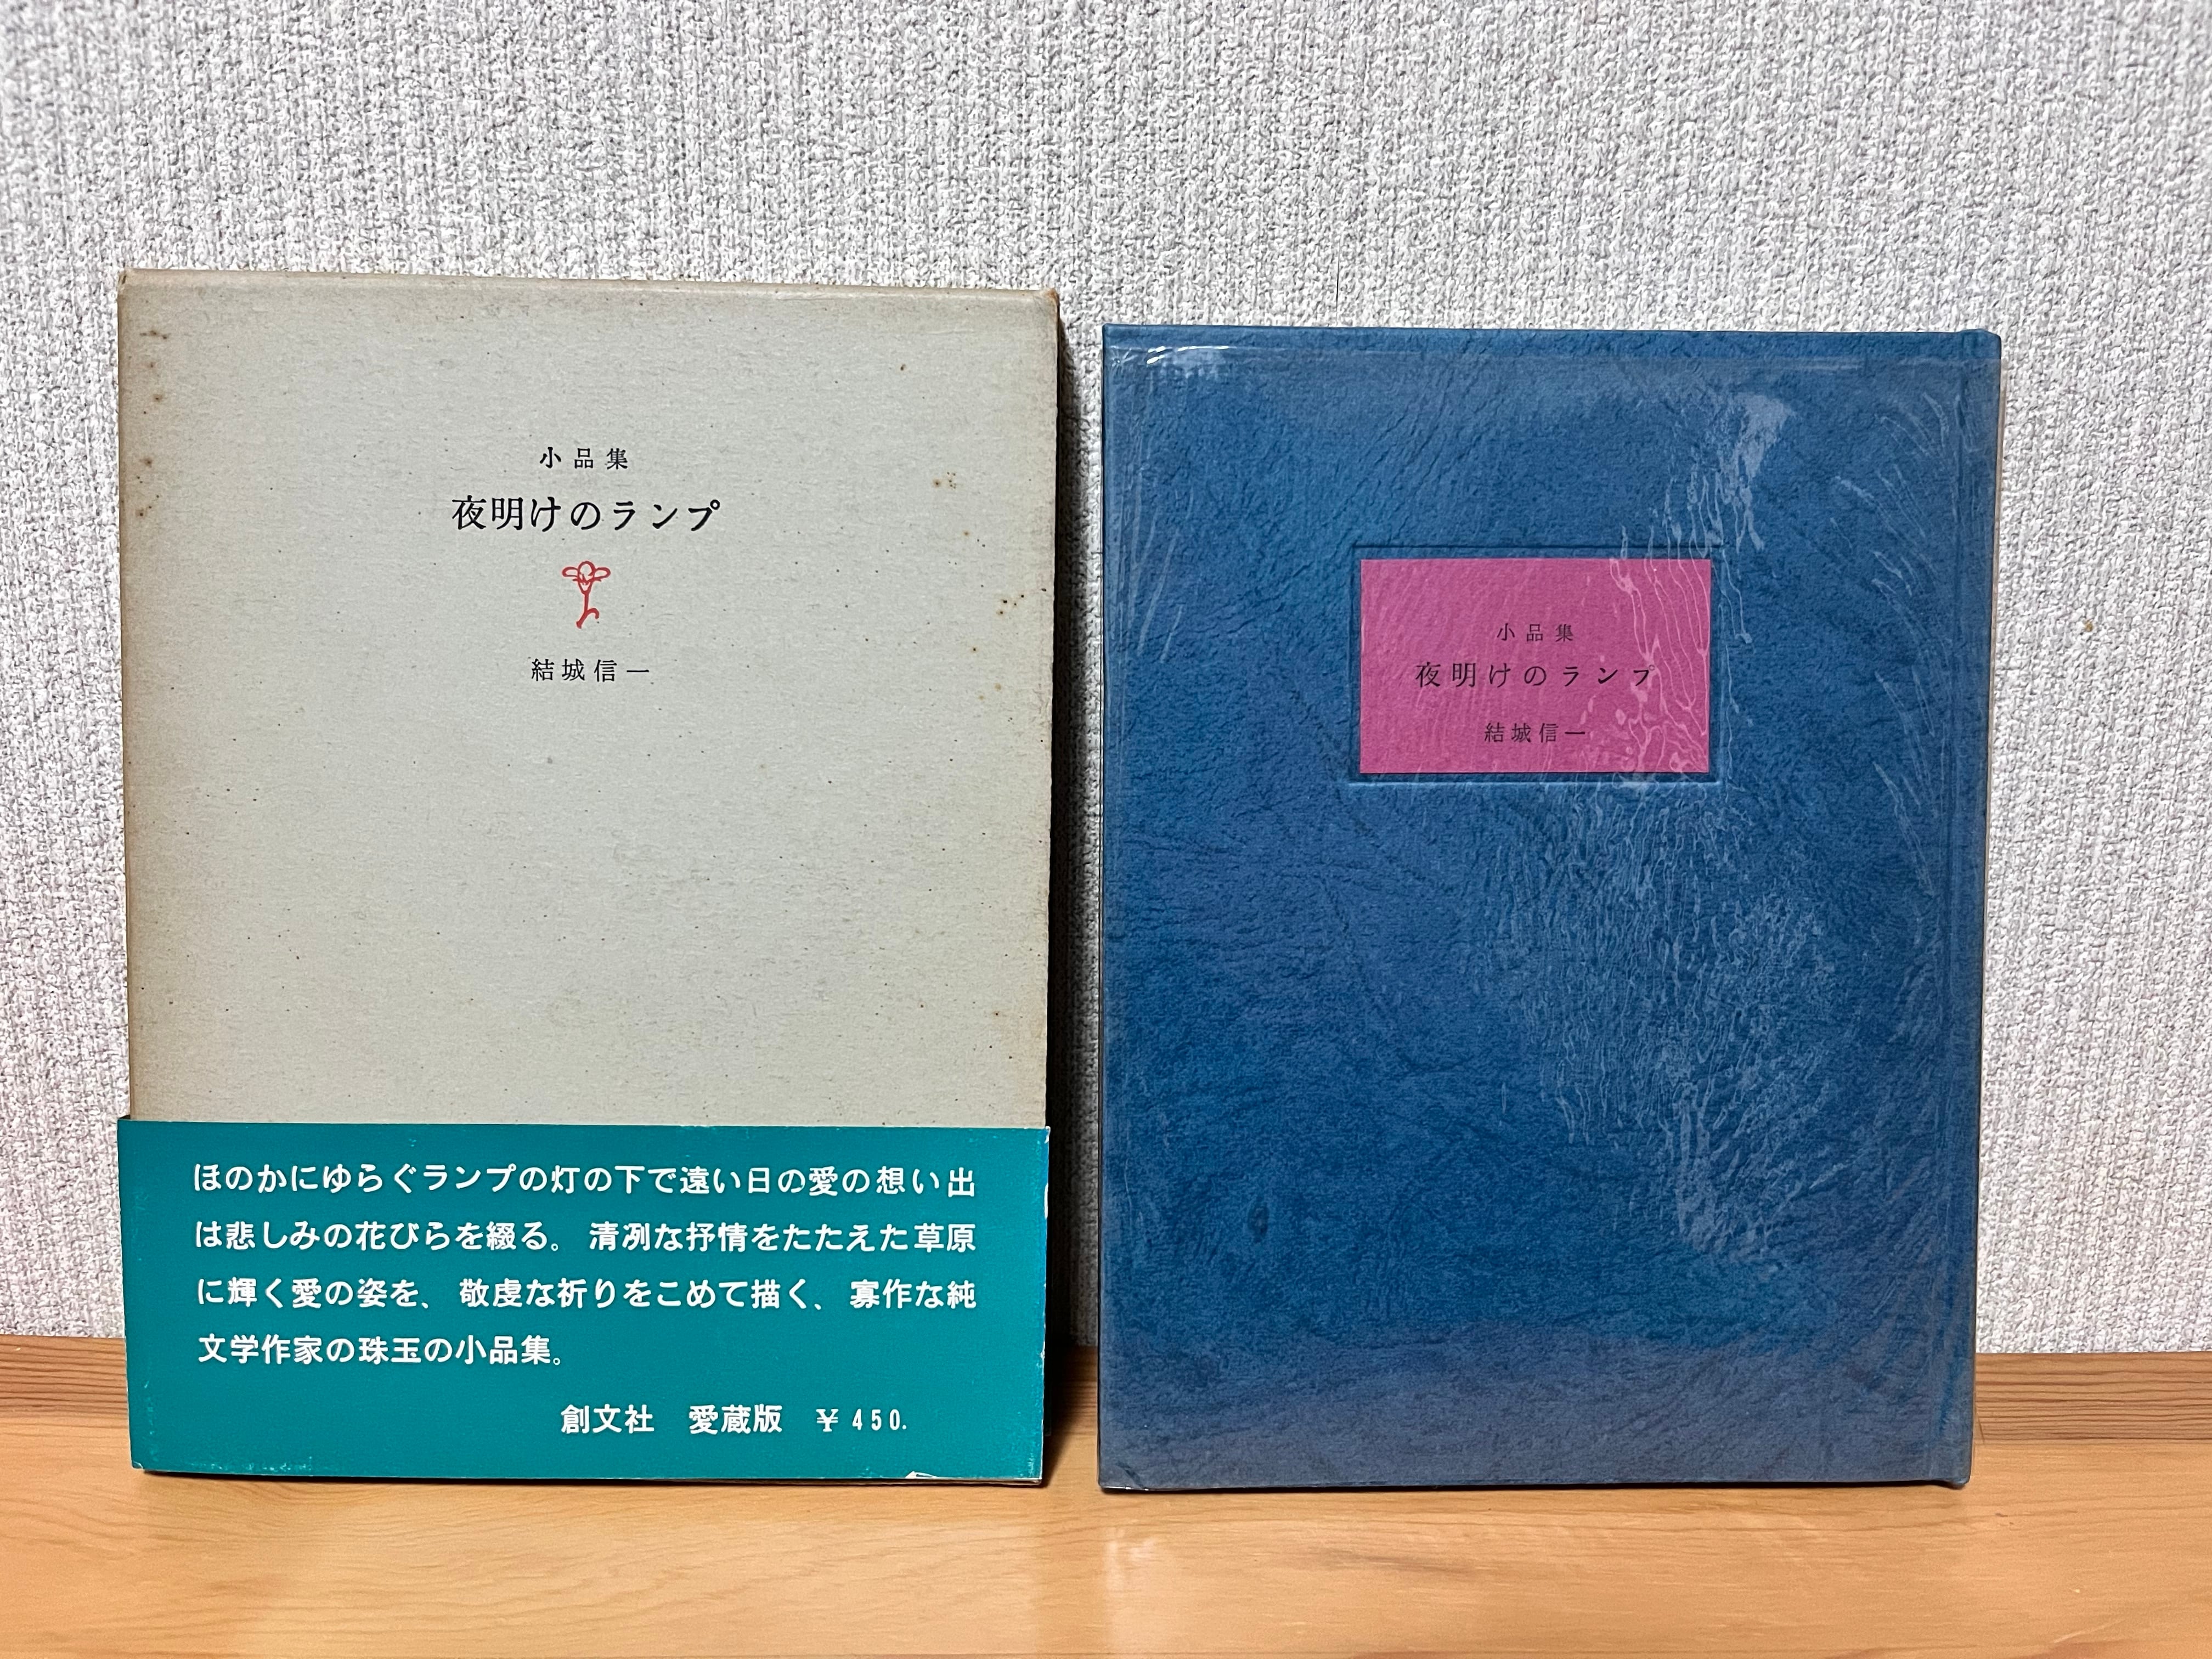 小品集
夜明けのランプ
結城信一
ほのかにゆらぐランプの灯の下で遠い日の愛の想い出
は悲しみの花びらを綴る。清冽な抒情をたたえた草原
に輝く愛の姿を、敬虔な祈りをこめて描く、寡作な純
文学作家の珠玉の小品集。
創文社 愛蔵版 ¥450.
小品集
夜明けのランプ
結城信一